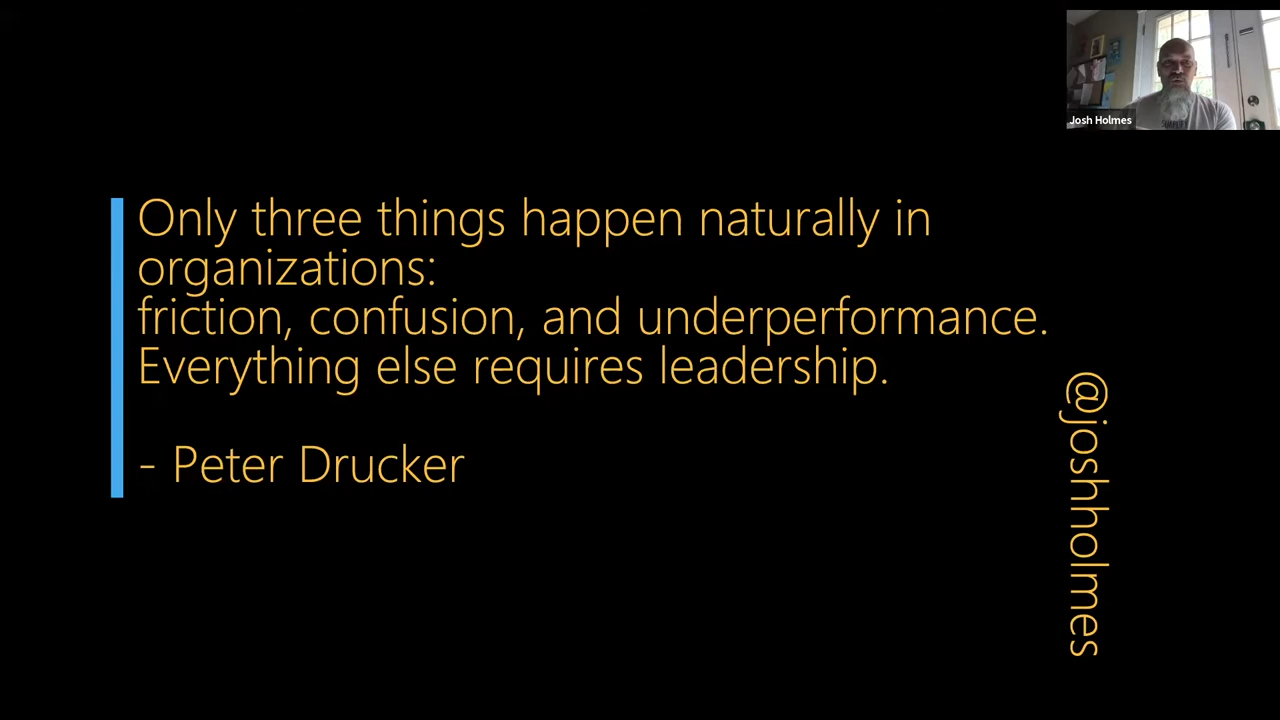 Josh Holmes
Only three things happen naturally in
organizations:
friction, confusion, and underperformance.
Everything else requires leadership.
- Peter Drucker
@joshholmes